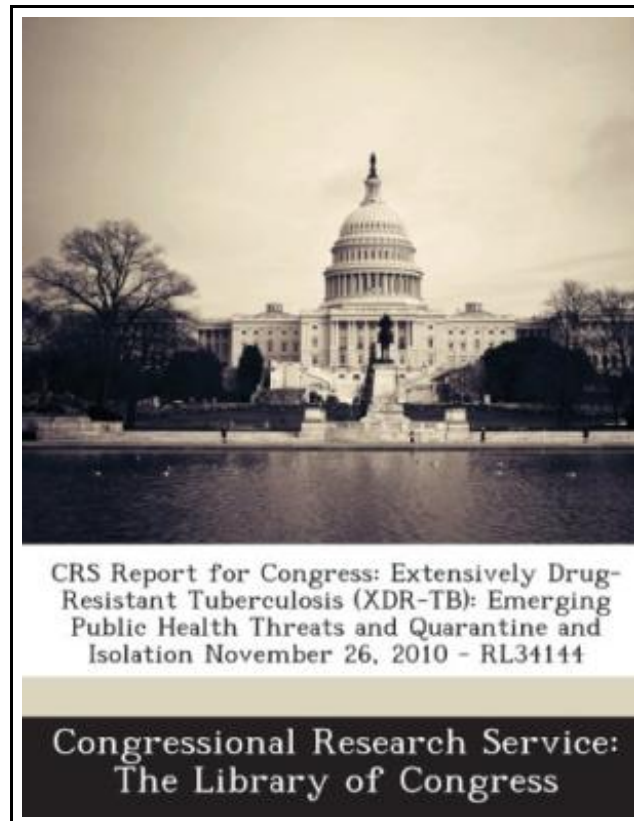 CRS Report for Congress: Extensively Drug-
Resistant Tuberculosis (XDR-TB): Emerging
Public Health Threats and Quarantine and
Isolation November 26, 2010 - RL34144
Congressional Research Service:
The Library of Congress